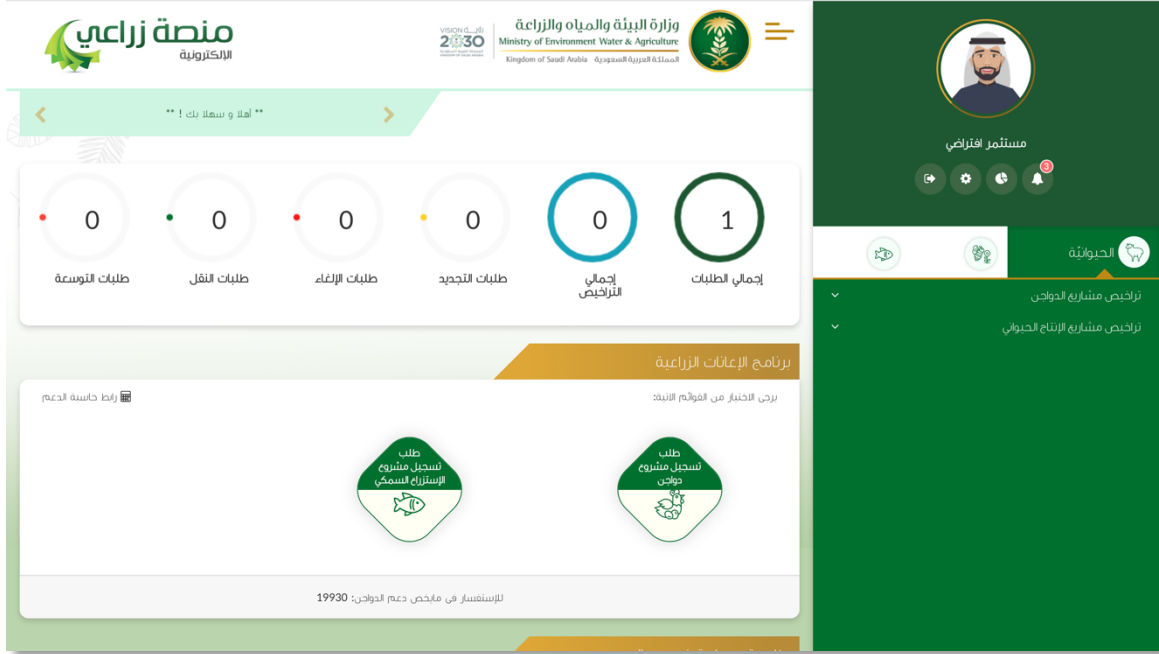 وزارة البيئة والمياه والزراعة
Ministry of Environment Water & Agriculture
Kingdom of Saudi Arabia المملكة العربية السعودية
VISION رؤيــة
2030
منصة زراعي
الإلكترونية
** أهلا و سهلا بك ! **
مستثمر افتراضي
3
الحيوانيّة
تراخيص مشاريع الدواجن
تراخيص مشاريع الإنتاج الحيواني
1
إجمالي الطلبات
0
إجمالي
التراخيص
0
طلبات التجديد
0
طلبات الإلغاء
0
طلبات النقل
0
طلبات التوسعة
برنامج الإعانات الزراعية
يرجى الاختيار من القوائم الاتية:
رابط حاسبة الدعم
طلب
تسجيل مشروع
دواجن
طلب
تسجيل مشروع
الإستزراع السمكي
للإستفسار في مايخص دعم الدواجن: 19930